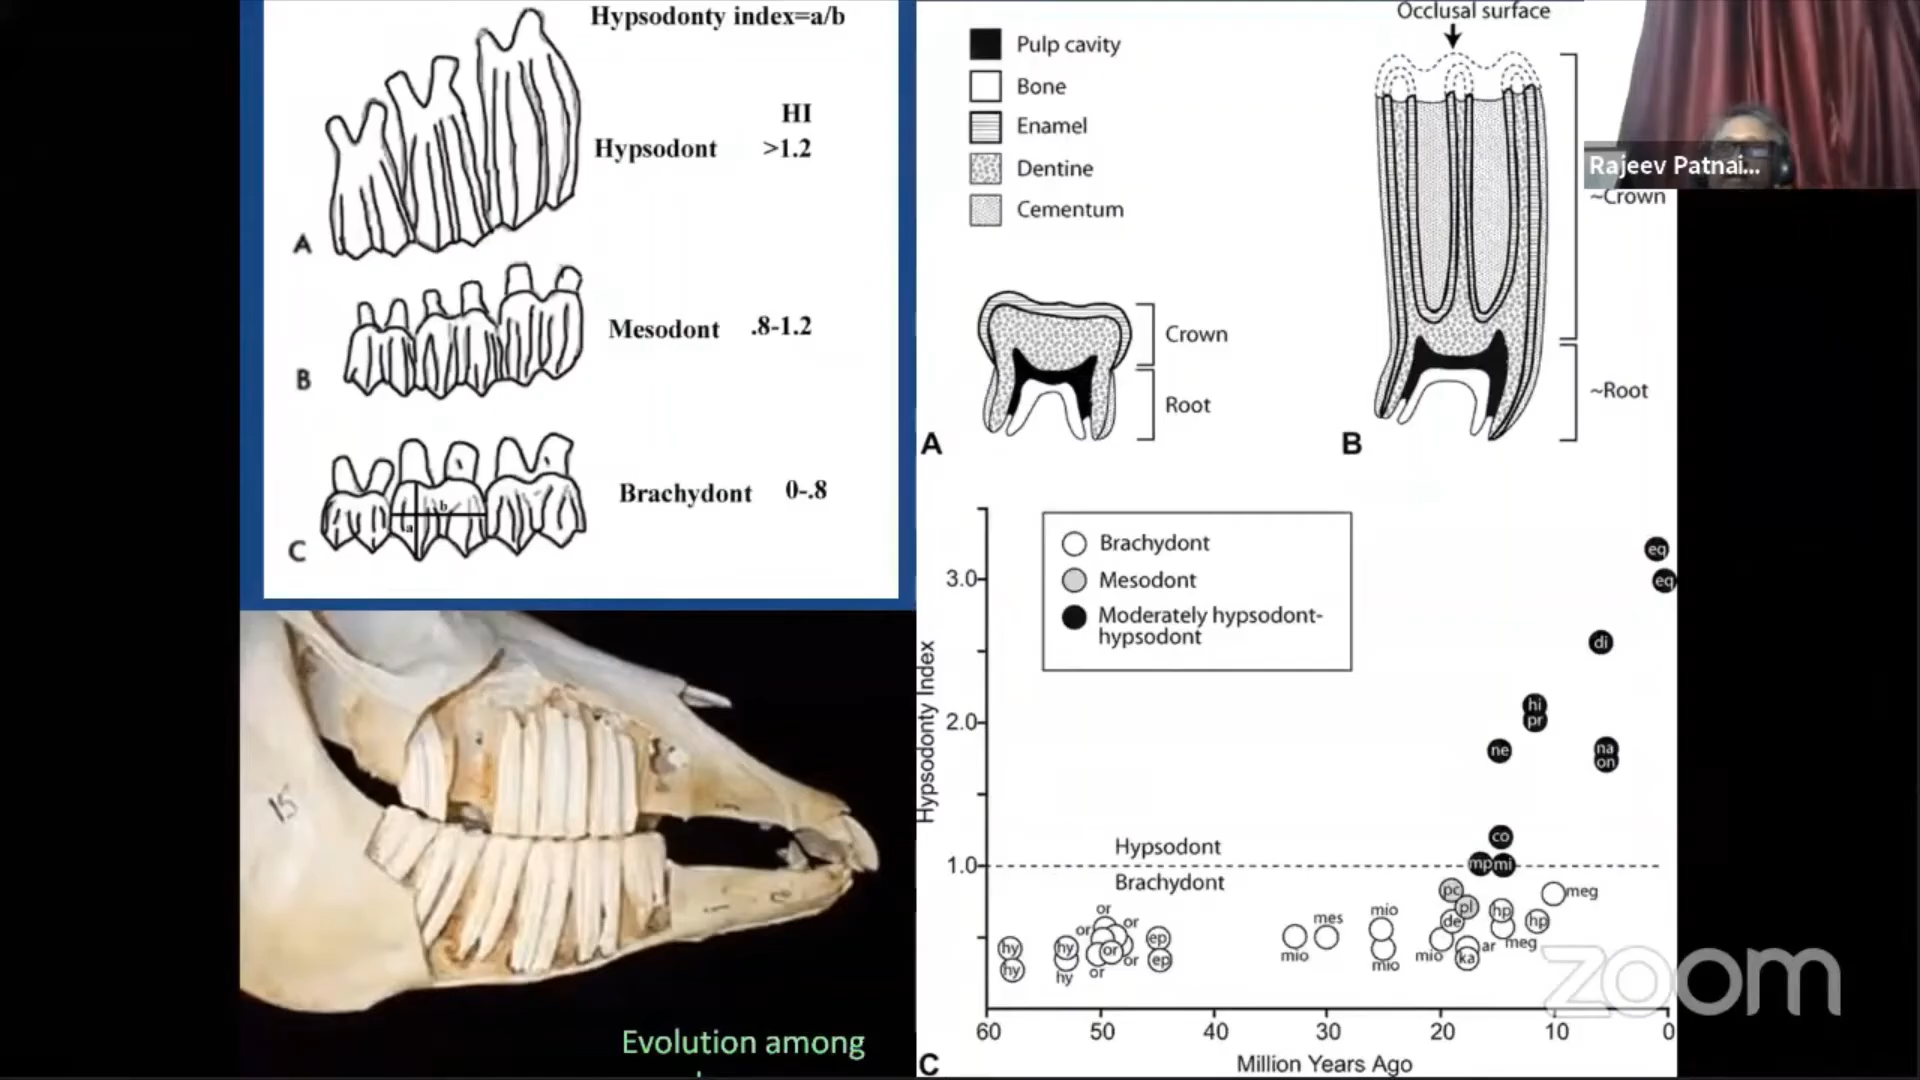 Hypsodonty index=a/b
HI
Hypsodont >1.2
A
Mesodont .8-1.2
B
Brachydont 0-.8
b
a
C
15
Evolution among
Pulp cavity
Bone
Enamel
Dentine
Cementum
Crown
Root
A
Occlusal surface
~Crown
~Root
B
Rajeev Patnai...
Brachydont
Mesodont
Moderately hypsodont-
hypsodont
Hypsodonty Index
3.0
2.0
1.0
Hypsodont
Brachydont
eq
eq
di
hi
pr
ne
na
on
co
mp mi
pc
pl
de
hp
hp
meg
meg
hy
hy
hy
hy
or
or
or
or
or
or
ep
ep
mio
mes
mio
mio
mio
ar
ka
60 50 40 30 20 10 0
Million Years Ago
C
zoom